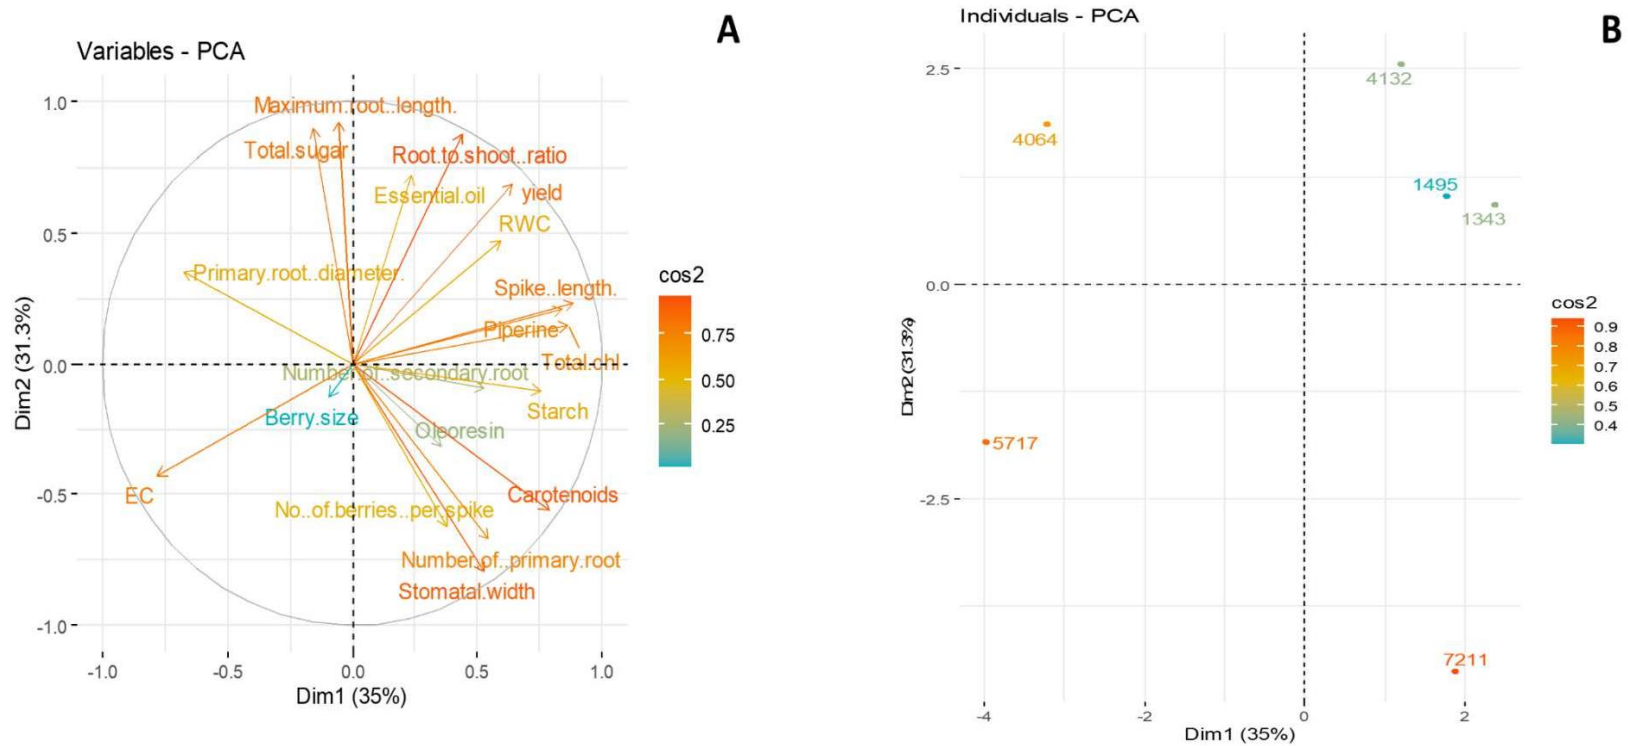 A
Variables - PCA
1.0
0.5
0.0
-0.5
-1.0
-1.0
-0.5
0.0
0.5
1.0
Dim2 (31.3%)
Dim1 (35%)
Maximum.root..length.
Total.sugar
Root.to.shoot..ratio
Essential.oil
yield
RWC
Primary.root..diameter.
Spike..length.
Piperine
Total.chl
Number.of..secondary.root
Starch
Berry.size
Oleoresin
EC
Carotenoids
No..of.berries..per.spike
Number.of..primary.root
Stomatal.width
cos2
0.75
0.50
0.25
B
Individuals - PCA
2.5
0.0
-2.5
-4
-2
0
2
Dim2 (31.3%)
Dim1 (35%)
4132
4064
1495
1343
5717
7211
cos2
0.9
0.8
0.7
0.6
0.5
0.4